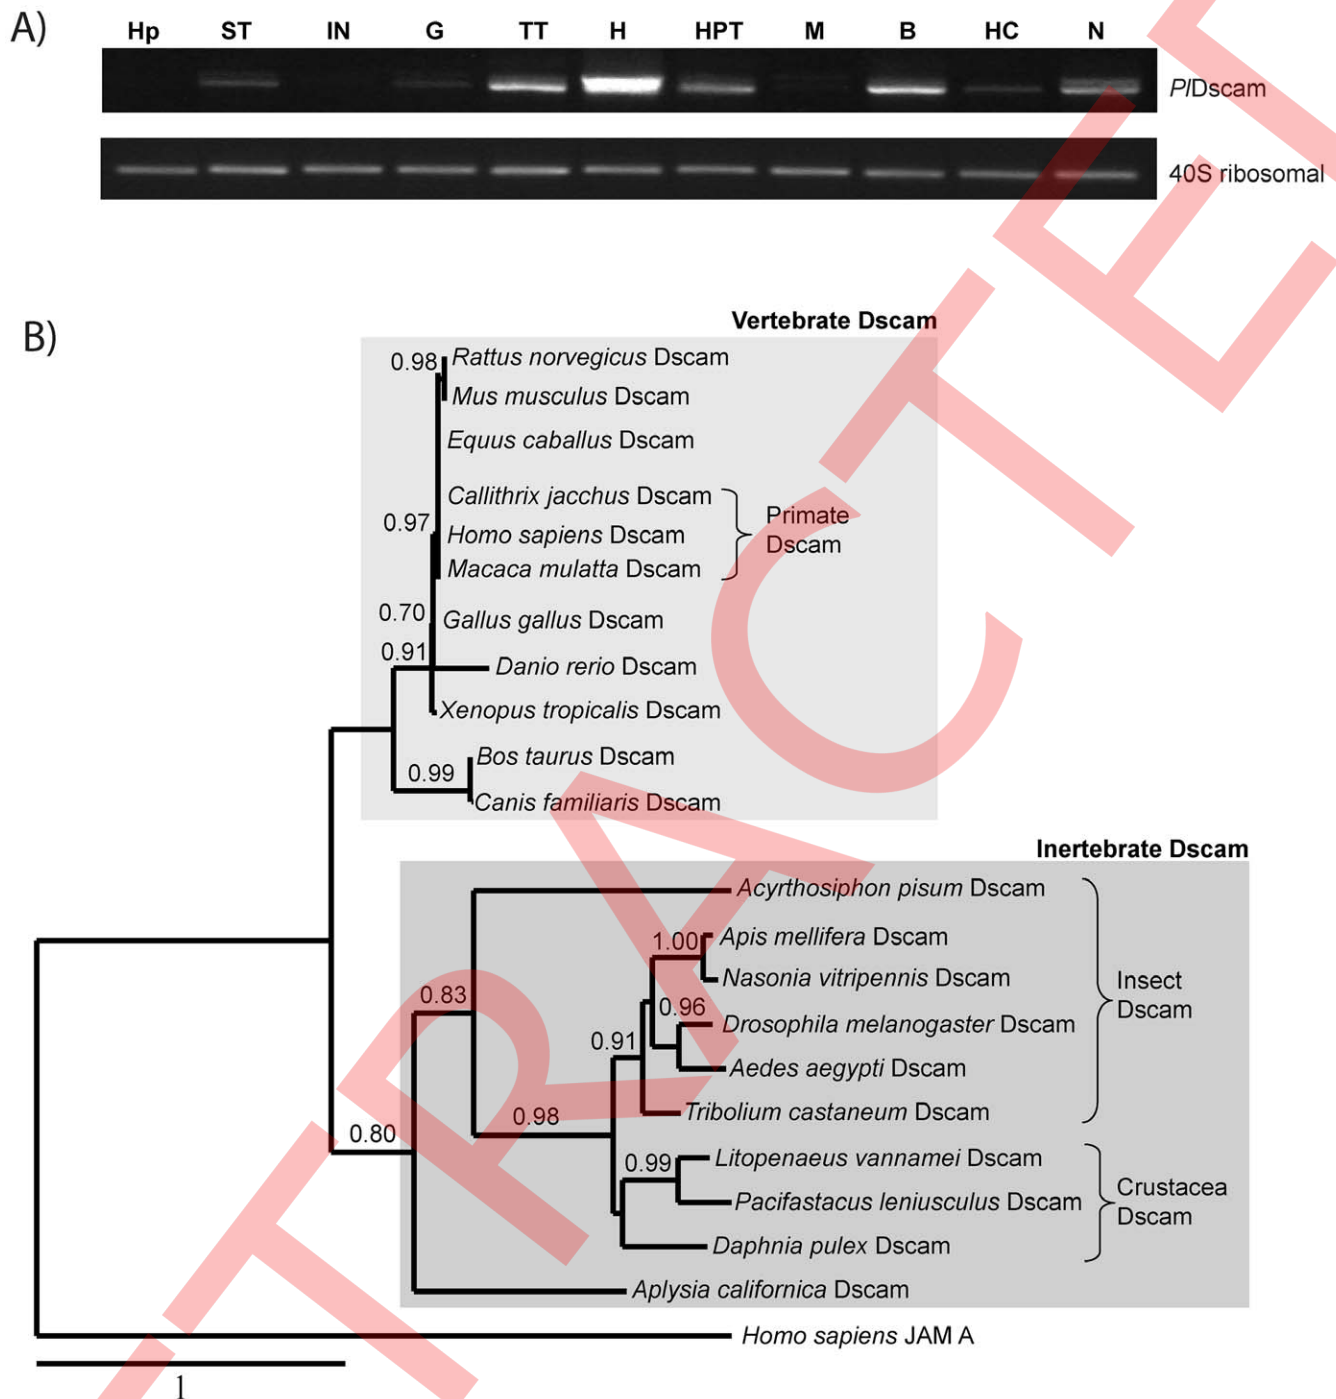 A)
Hp ST IN G TT H HPT M B HC N
PlDscam
40S ribosomal
B)
Vertebrate Dscam
0.98
Rattus norvegicus Dscam
Mus musculus Dscam
Equus caballus Dscam
Callithrix jacchus Dscam
Primate
Dscam
0.97
Homo sapiens Dscam
Macaca mulatta Dscam
0.70
Gallus gallus Dscam
0.91
Danio rerio Dscam
Xenopus tropicalis Dscam
Bos taurus Dscam
0.99
Canis familiaris Dscam
Inertebrate Dscam
Acyrthosiphon pisum Dscam
1.00
Apis mellifera Dscam
Nasonia vitripennis Dscam
Insect
Dscam
0.83
0.96
Drosophila melanogaster Dscam
0.91
Aedes aegypti Dscam
Tribolium castaneum Dscam
0.98
0.80
0.99
Litopenaeus vannamei Dscam
Pacifastacus leniusculus Dscam
Crustacea
Dscam
Daphnia pulex Dscam
Aplysia californica Dscam
Homo sapiens JAM A
1
TRACTE